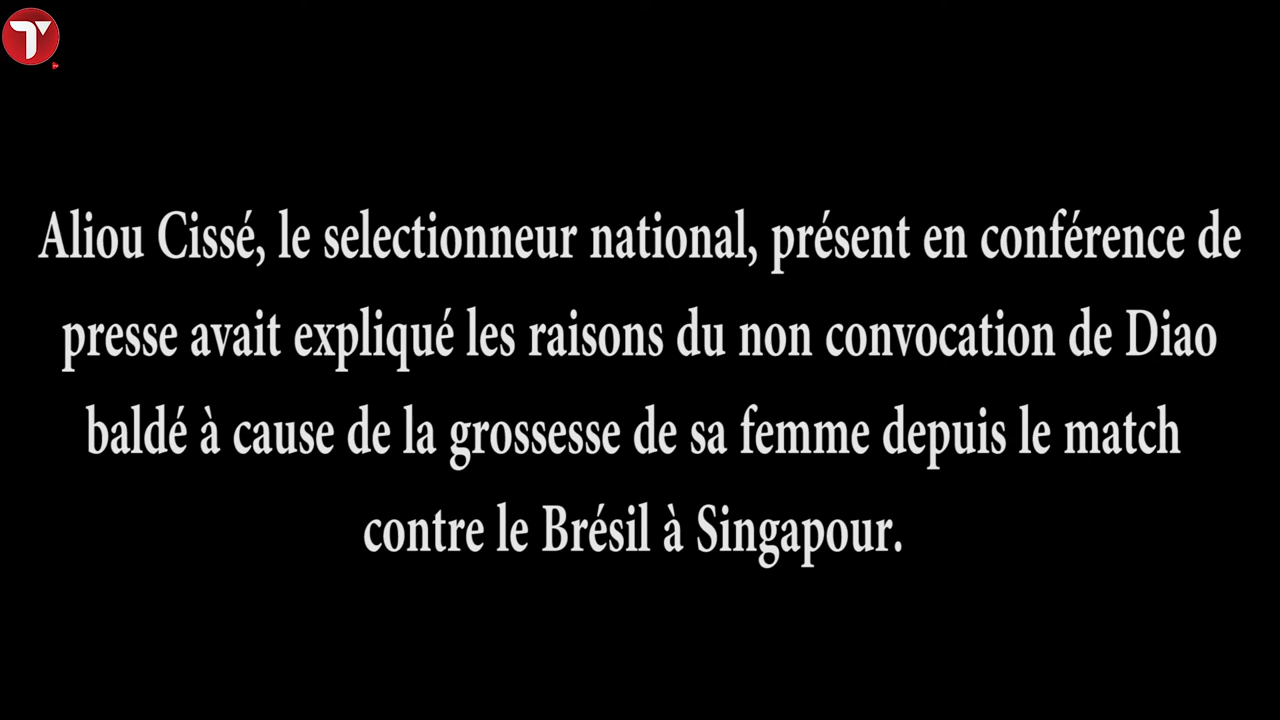 Aliou Cissé, le selectionneur national, présent en conférence de
presse avait expliqué les raisons du non convocation de Diao
baldé à cause de la grossesse de sa femme depuis le match
contre le Brésil à Singapour.